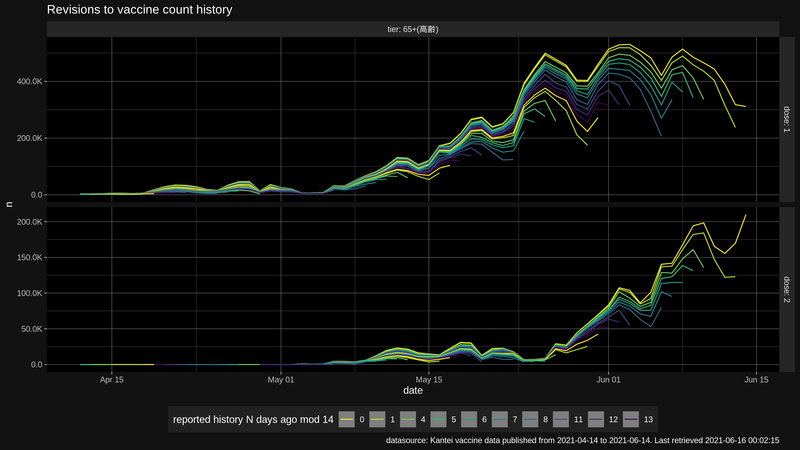 Revisions to vaccine count history
tier: 65+(高齢)
400.0K
200.0K
0.0
dose: 1
n
200.0K
150.0K
100.0K
50.0K
0.0
dose: 2
Apr 15 May 01 May 15 Jun 01 Jun 15
date
reported history N days ago mod 14 0 1 4 5 6 7 8 11 12 13
datasource: Kantei vaccine data published from 2021-04-14 to 2021-06-14. Last retrieved 2021-06-16 00:02:15